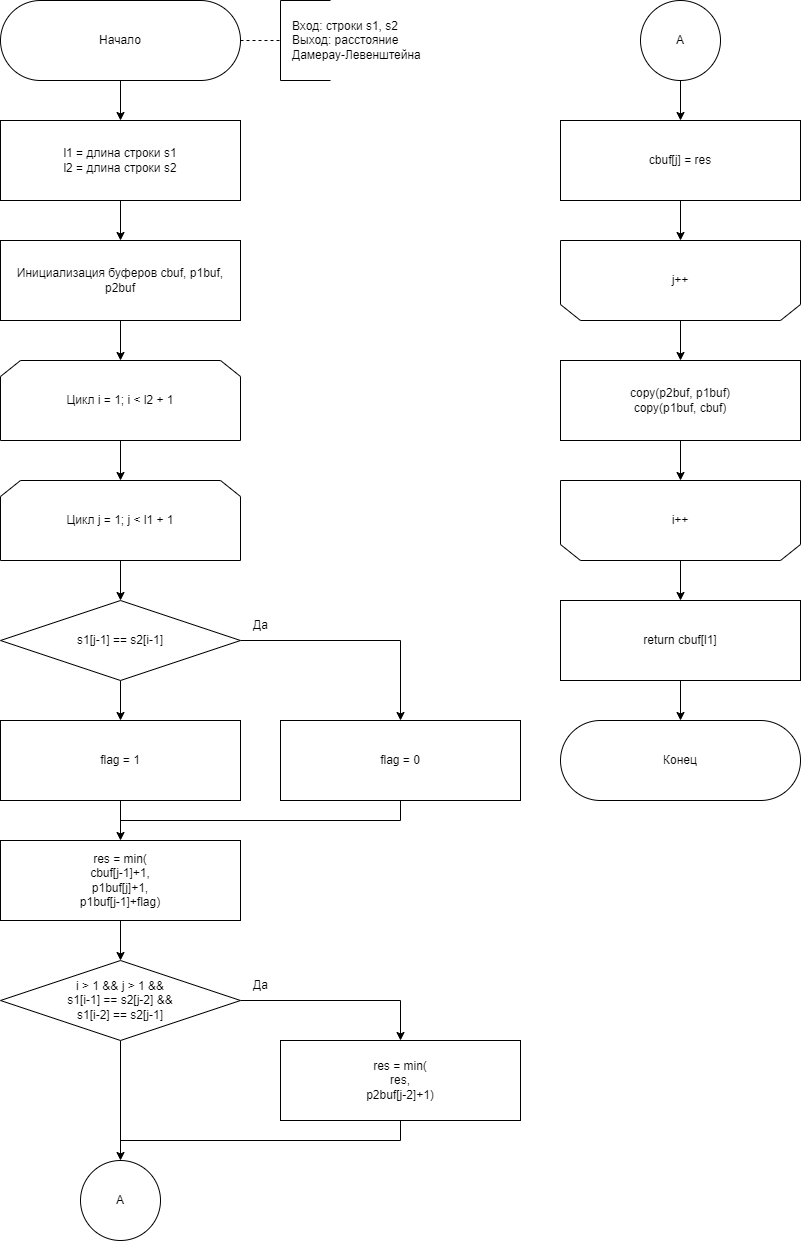 Начало
Вход: строки s1, s2
Выход: расстояние
Дамерау-Левенштейна
l1 = длина строки s1
l2 = длина строки s2
Инициализация буферов cbuf, p1buf,
p2buf
Цикл i = 1; i < l2 + 1
Цикл j = 1; j < l1 + 1
s1[j-1] == s2[i-1]
Да
flag = 1
flag = 0
res = min(
cbuf[j-1]+1,
p1buf[j]+1,
p1buf[j-1]+flag)
i > 1 && j > 1 &&
s1[i-1] == s2[j-2] &&
s1[i-2] == s2[j-1]
Да
res = min(
res,
p2buf[j-2]+1)
A
A
cbuf[j] = res
j++
copy(p2buf, p1buf)
copy(p1buf, cbuf)
i++
return cbuf[l1]
Конец